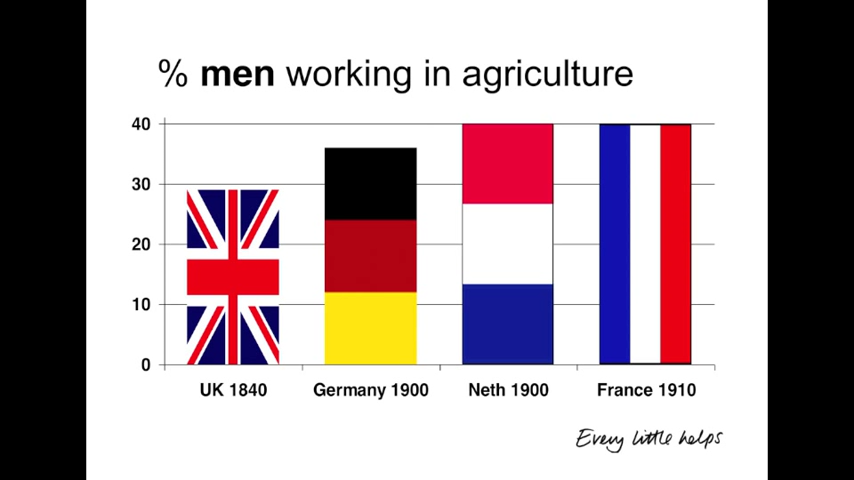 % men working in agriculture
40
30
20
10
0
UK 1840
Germany 1900
Neth 1900
France 1910
Every little helps